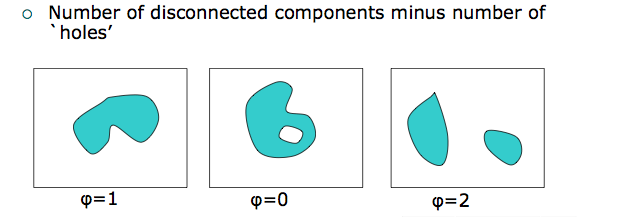 Number of disconnected components minus number of
`holes’
φ=1
φ=0
φ=2